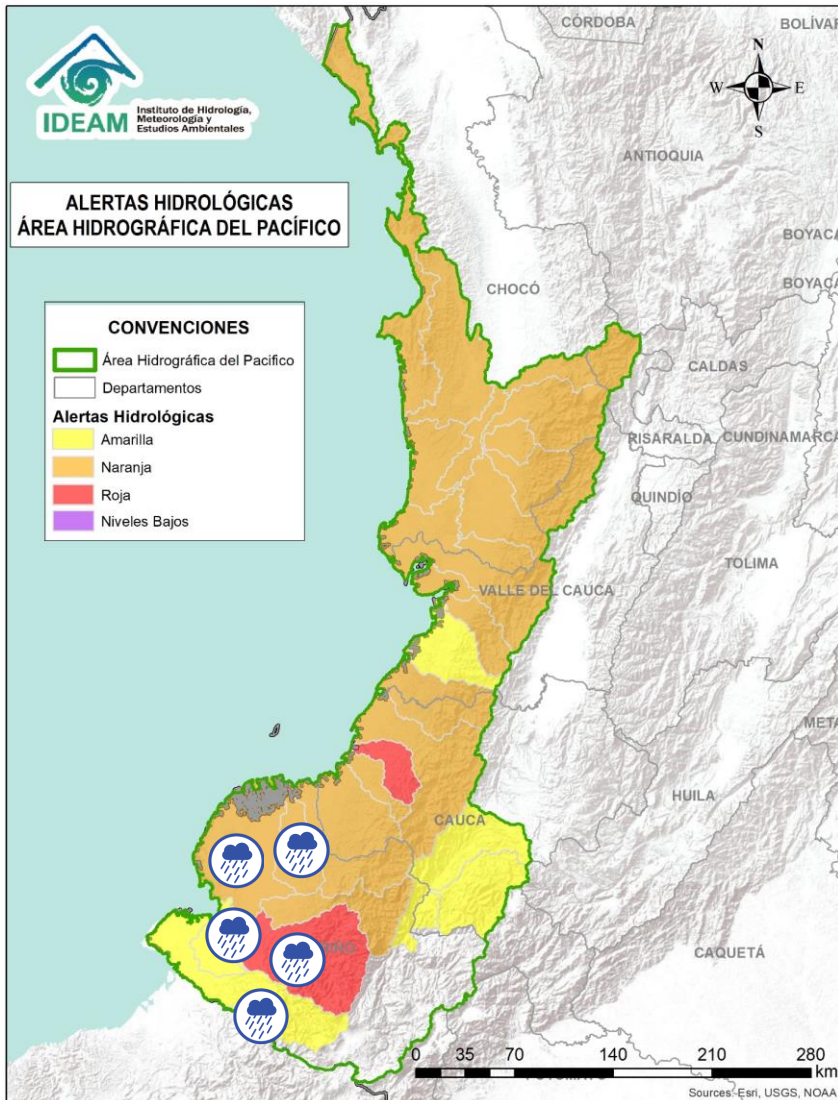 CÓRDOBA
BOLÍVAR
N
W
E
S
IDEAM
Instituto de Hidrología,
Meteorología y
Estudios Ambientales
ANTIOQUIA
ALERTAS HIDROLÓGICAS
ÁREA HIDROGRÁFICA DEL PACÍFICO
BOYACÁ
BOYACÁ
CHOCÓ
CONVENCIONES
Área Hidrográfica del Pacifico
Departamentos
Alertas Hidrológicas
Amarilla
Naranja
Roja
Niveles Bajos
CALDAS
RISARALDA
CUNDINAMARCA
QUINDÍO
TOLIMA
VALLE DEL CAUCA
META
HUILA
CAUCA
CAQUETÁ
0 35 70 140 210 280
km
Sources: Esri, USGS, NOAA